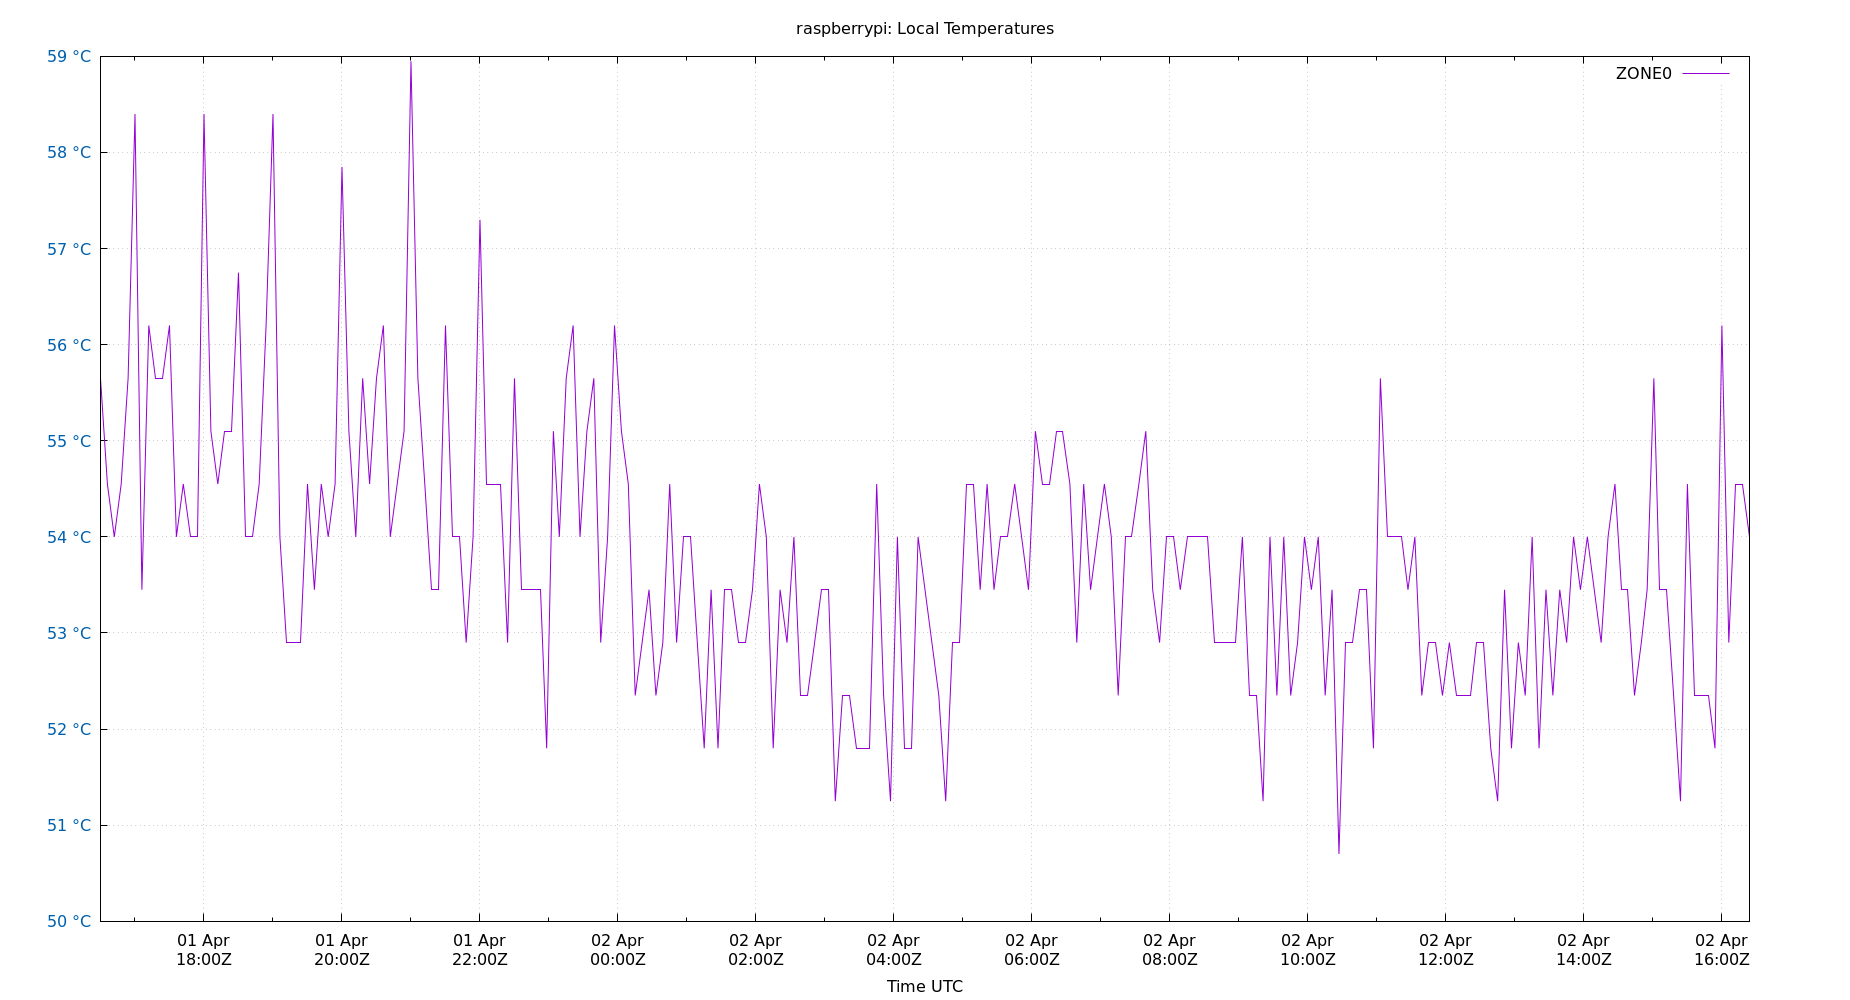 raspberrypi: Local Temperatures
59 °C
ZONE0
58 °C
57 °C
56 °C
55 °C
54 °C
53 °C
52 °C
51 °C
50 °C
01 Apr 01 Apr 01 Apr 02 Apr 02 Apr 02 Apr 02 Apr 02 Apr 02 Apr 02 Apr 02 Apr 02 Apr
18:00Z 20:00Z 22:00Z 00:00Z 02:00Z 04:00Z 06:00Z 08:00Z 10:00Z 12:00Z 14:00Z 16:00Z
Time UTC